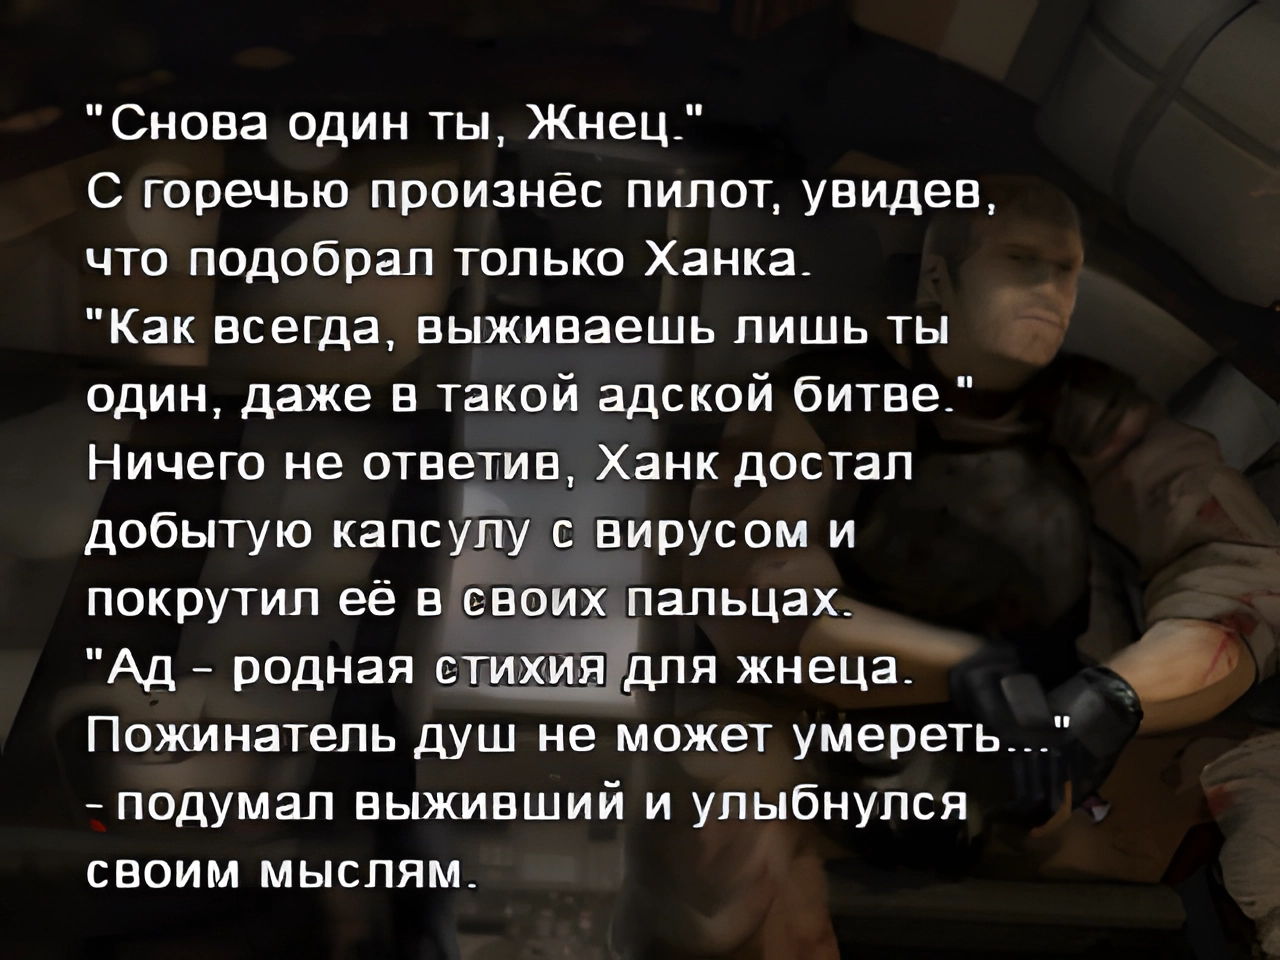 "Снова один ты, Жнец."
С горечью произнёс пилот, увидев,
что подобрал только Ханка.
"Как всегда, выживаешь лишь ты
один, даже в такой адской битве."
Ничего не ответив, Ханк достал
добытую капсулу с вирусом и
покрутил её в своих пальцах.
"Ад - родная стихия для жнеца.
Пожинатель душ не может умереть..."
- подумал выживший и улыбнулся
своим мыслям.